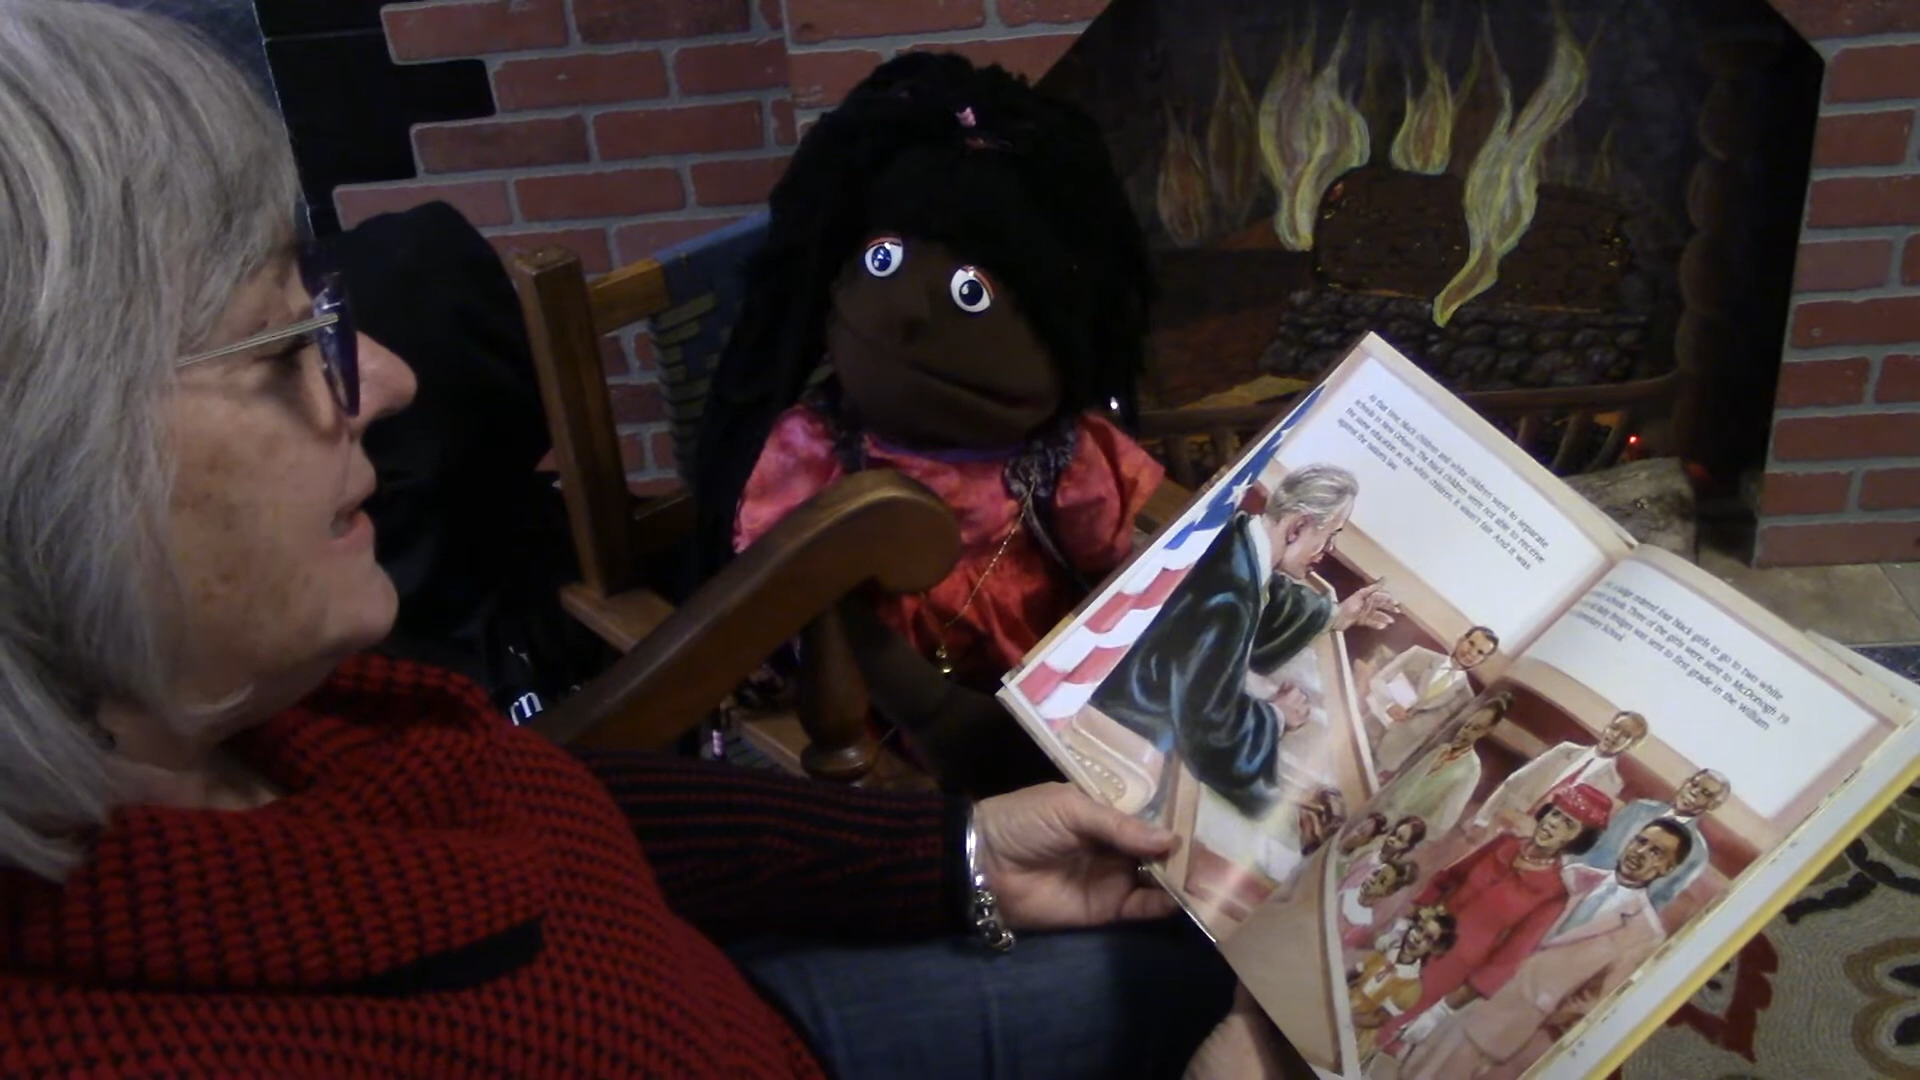 At that time, black children and white children went to separate
schools in New Orleans. The black children were not able to receive
the same education as the white children. It wasn't fair. And it was
against the nation's law.
a judge ordered four black girls to go to two white
schools. Three of the girls were sent to McDonogh 19
Ruby Bridges was sent to first grade in the William
School.
rn